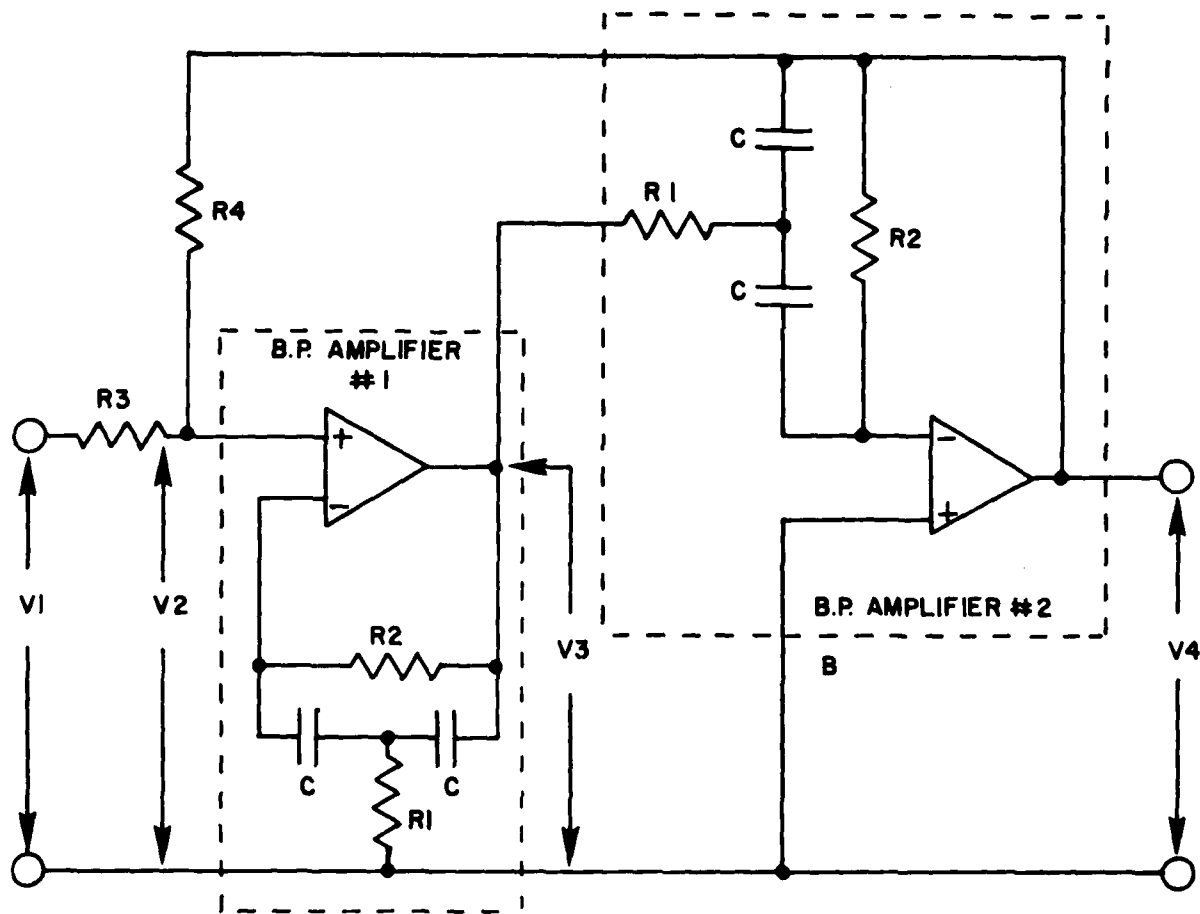 C
R1
R4
R2
C
B.P. AMPLIFIER
#1
R3
+
-
-
+
V1
V2
R2
V3
B.P. AMPLIFIER #2
B
V4
C
C
R1